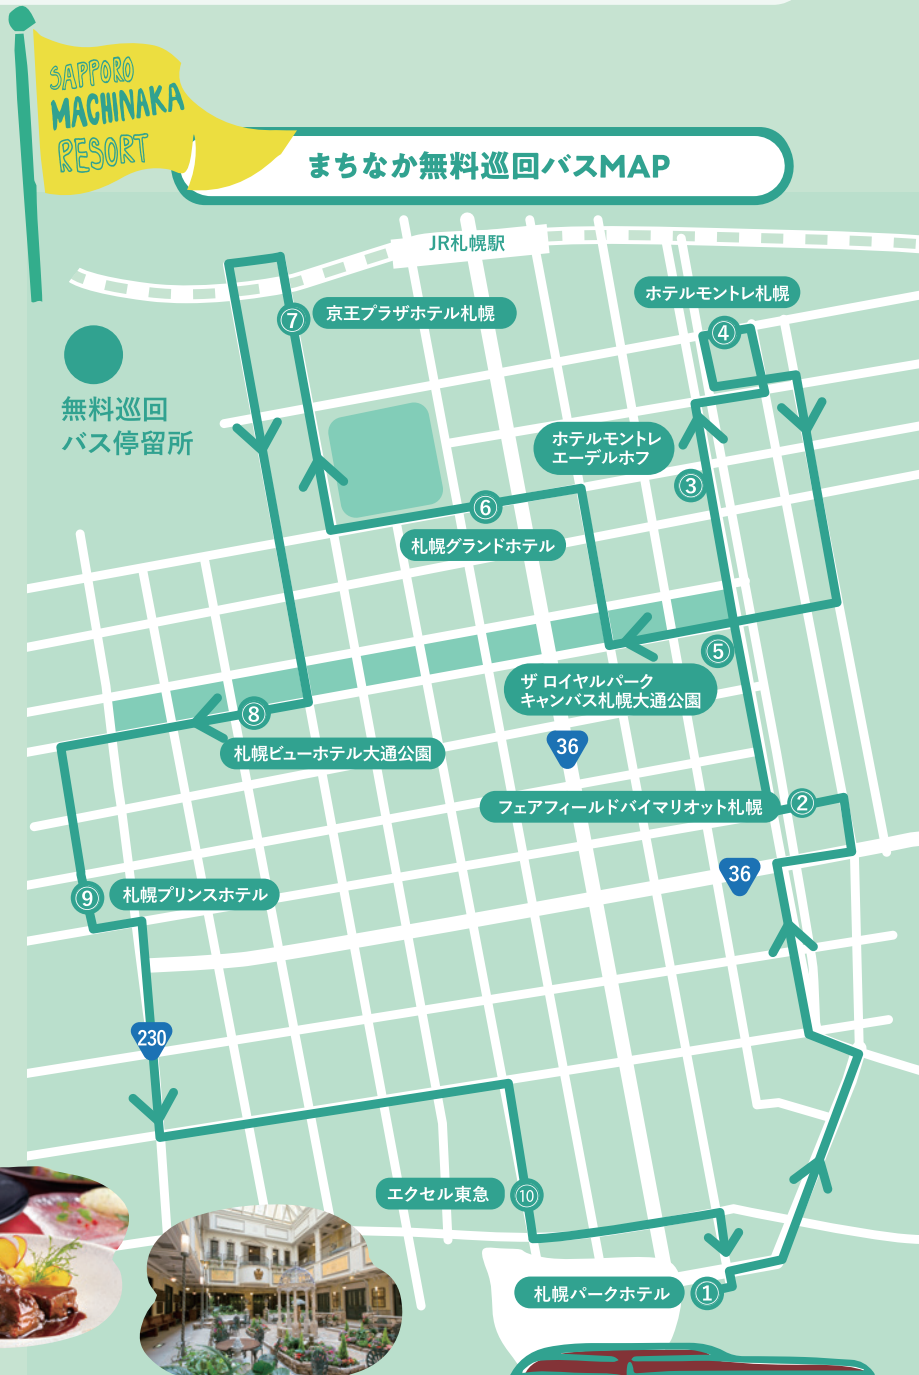 SAPPORO
MACHINAKA
RESORT
まちなか無料巡回バスMAP
JR札幌駅
ホテルモントレ札幌
④
⑦
京王プラザホテル札幌
無料巡回
バス停留所
ホテルモントレ
エーデルホフ
③
⑥
札幌グランドホテル
⑤
ザ ロイヤルパーク
キャンバス札幌大通公園
⑧
札幌ビューホテル大通公園
36
フェアフィールドバイマリオット札幌
②
36
⑨
札幌プリンスホテル
230
エクセル東急
⑩
札幌パークホテル
①